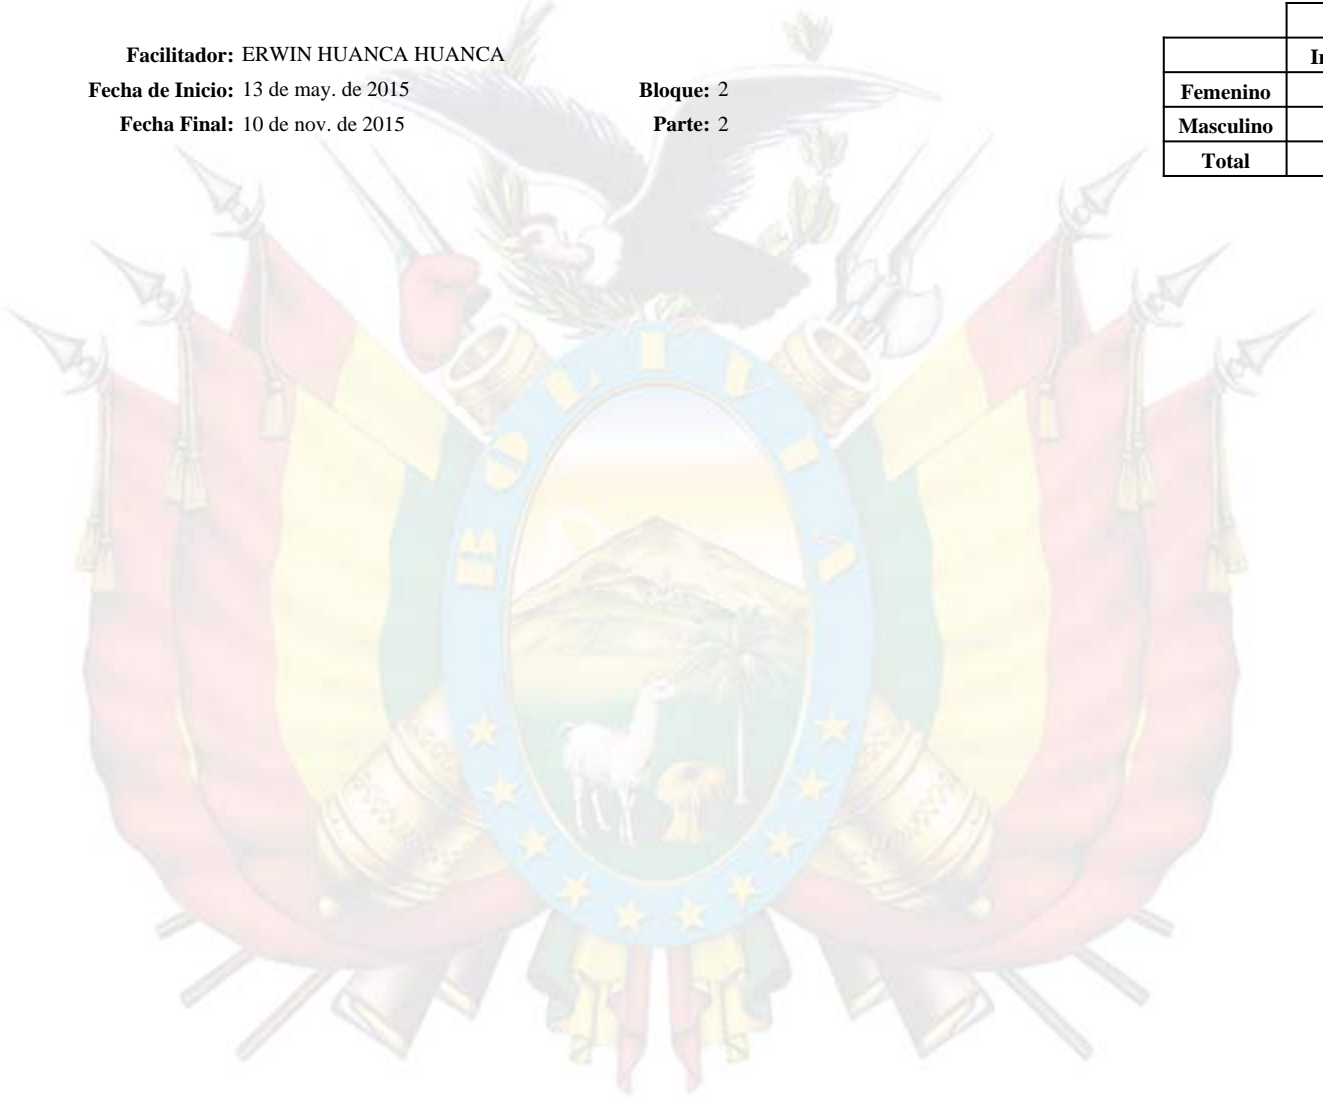 Facilitador: ERWIN HUANCA HUANCA
Fecha de Inicio: 13 de may. de 2015 Bloque: 2
Fecha Final: 10 de nov. de 2015 Parte: 2
Femenino
Masculino
Total
BOLIVIA